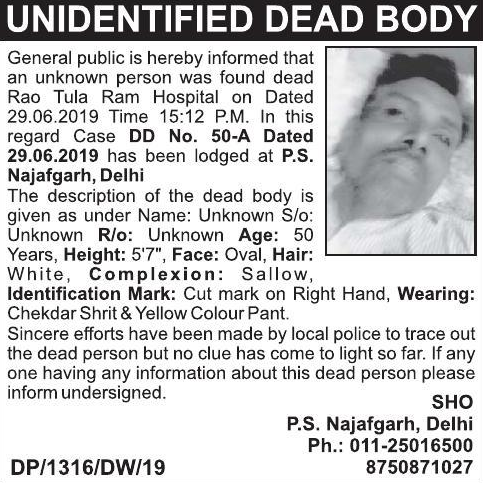 UNIDENTIFIED DEAD BODY
General public is hereby informed that
an unknown person was found dead
Rao Tula Ram Hospital on Dated
29.06.2019 Time 15:12 P.M. In this
regard Case DD No. 50-A Dated
29.06.2019 has been lodged at P.S.
Najafgarh, Delhi
The description of the dead body is
given as under Name: Unknown S/o:
Unknown R/o: Unknown Age: 50
Years, Height: 5'7", Face: Oval, Hair:
White, Complexion: Sallow,
Identification Mark: Cut mark on Right Hand, Wearing:
Chekdar Shrit & Yellow Colour Pant.
Sincere efforts have been made by local police to trace out
the dead person but no clue has come to light so far. If any
one having any information about this dead person please
inform undersigned.
SHO
P.S. Najafgarh, Delhi
Ph.: 011-25016500
DP/1316/DW/19 8750871027